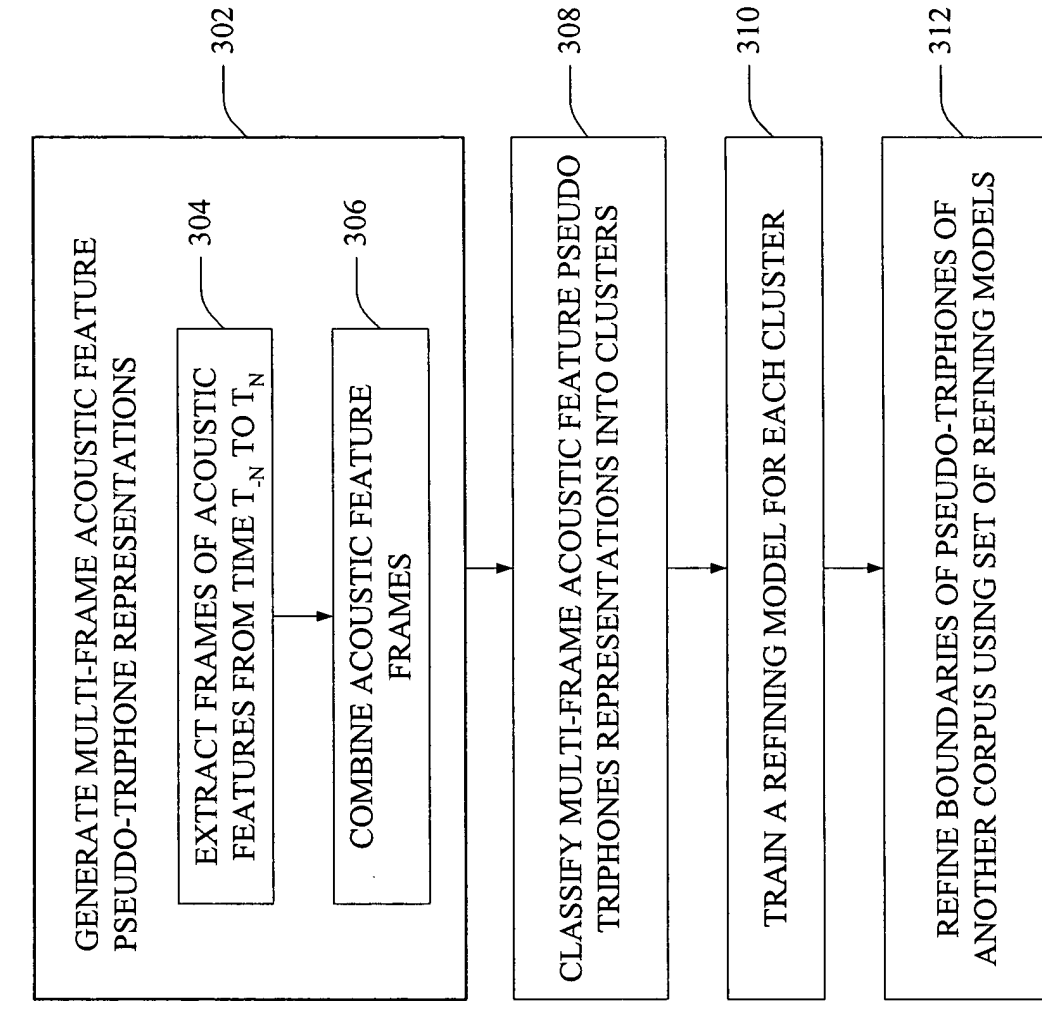 GENERATE MULTI-FRAME ACOUSTIC FEATURE
PSEUDO-TRIPHONE REPRESENTATIONS
302
EXTRACT FRAMES OF ACOUSTIC
FEATURES FROM TIME T-N TO TN
304
COMBINE ACOUSTIC FEATURE
FRAMES
306
CLASSIFY MULTI-FRAME ACOUSTIC FEATURE PSEUDO
TRIPHONES REPRESENTATIONS INTO CLUSTERS
308
TRAIN A REFINING MODEL FOR EACH CLUSTER
310
REFINE BOUNDARIES OF PSEUDO-TRIPHONES OF
ANOTHER CORPUS USING SET OF REFINING MODELS
312